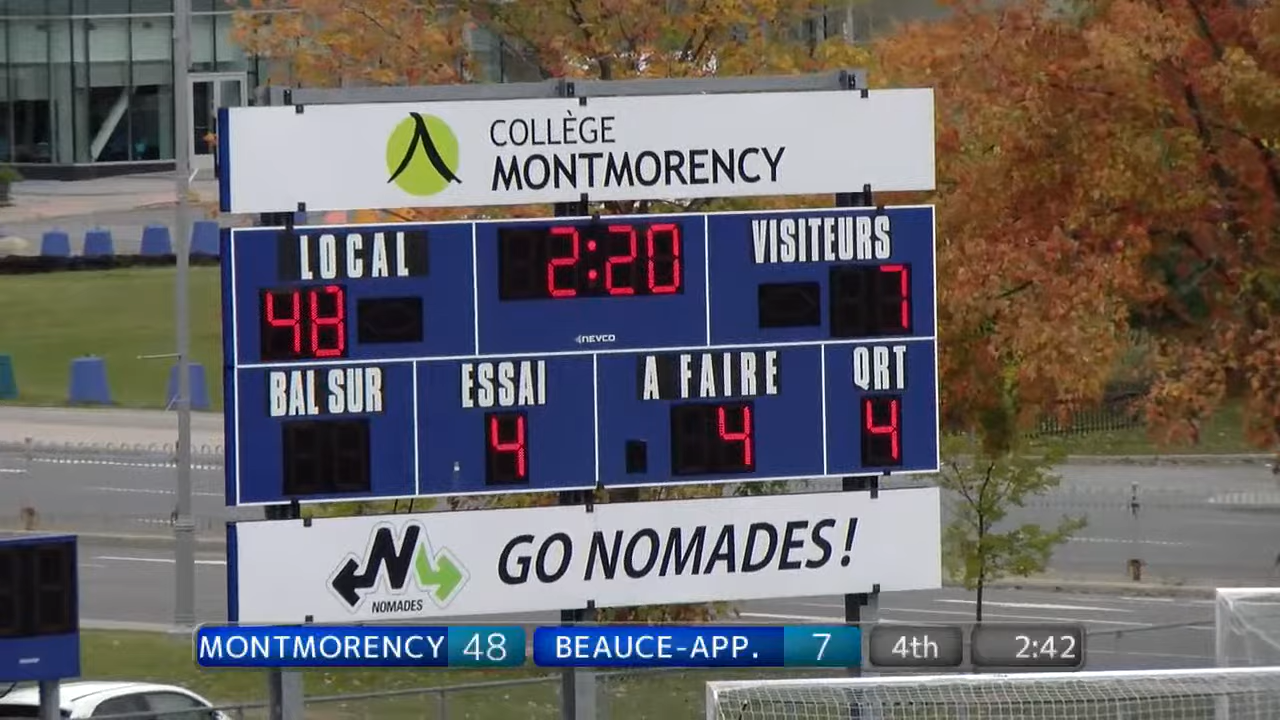 COLLÈGE
MONTMORENCY
LOCAL
2:20
VISITEURS
48
7
NEVCO
BAL SUR
ESSAI
A FAIRE
QRT
4
4
4
N
NOMADES
GO NOMADES!
MONTMORENCY 48 BEAUCE-APP. 7 4th 2:42